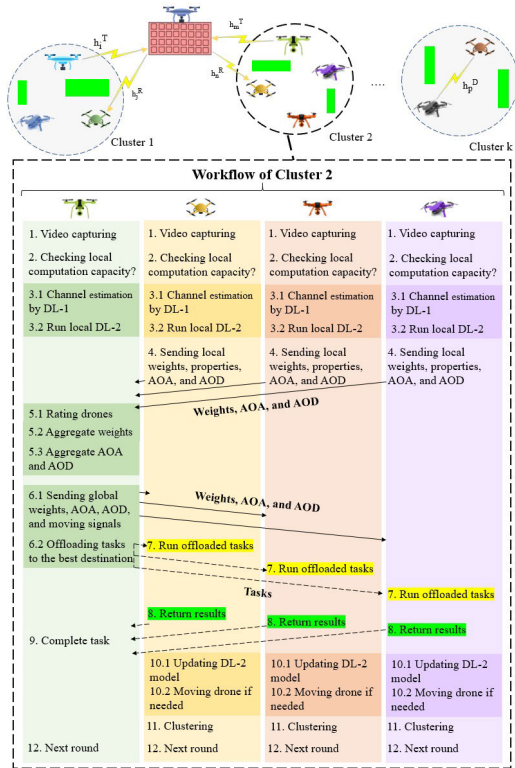 h_i^T
h_j^R
h_m^T
h_n^R
....
h_p^D
Cluster 1
Cluster 2
Cluster k
Workflow of Cluster 2
1. Video capturing
2. Checking local
computation capacity?
3.1 Channel estimation
by DL-1
3.2 Run local DL-2
5.1 Rating drones
5.2 Aggregate weights
5.3 Aggregate AOA
and AOD
6.1 Sending global
weights, AOA, AOD,
and moving signals
6.2 Offloading tasks
to the best destination
9. Complete task
12. Next round
1. Video capturing
2. Checking local
computation capacity?
3.1 Channel estimation
by DL-1
3.2 Run local DL-2
4. Sending local
weights, properties,
AOA, and AOD
7. Run offloaded tasks
8. Return results
10.1 Updating DL-2
model
10.2 Moving drone if
needed
11. Clustering
12. Next round
1. Video capturing
2. Checking local
computation capacity?
3.1 Channel estimation
by DL-1
3.2 Run local DL-2
4. Sending local
weights, properties,
AOA, and AOD
7. Run offloaded tasks
8. Return results
10.1 Updating DL-2
model
10.2 Moving drone if
needed
11. Clustering
12. Next round
1. Video capturing
2. Checking local
computation capacity?
3.1 Channel estimation
by DL-1
3.2 Run local DL-2
4. Sending local
weights, properties,
AOA, and AOD
7. Run offloaded tasks
8. Return results
10.1 Updating DL-2
model
10.2 Moving drone if
needed
11. Clustering
12. Next round
Weights, AOA, and AOD
Weights, AOA, and AOD
Tasks